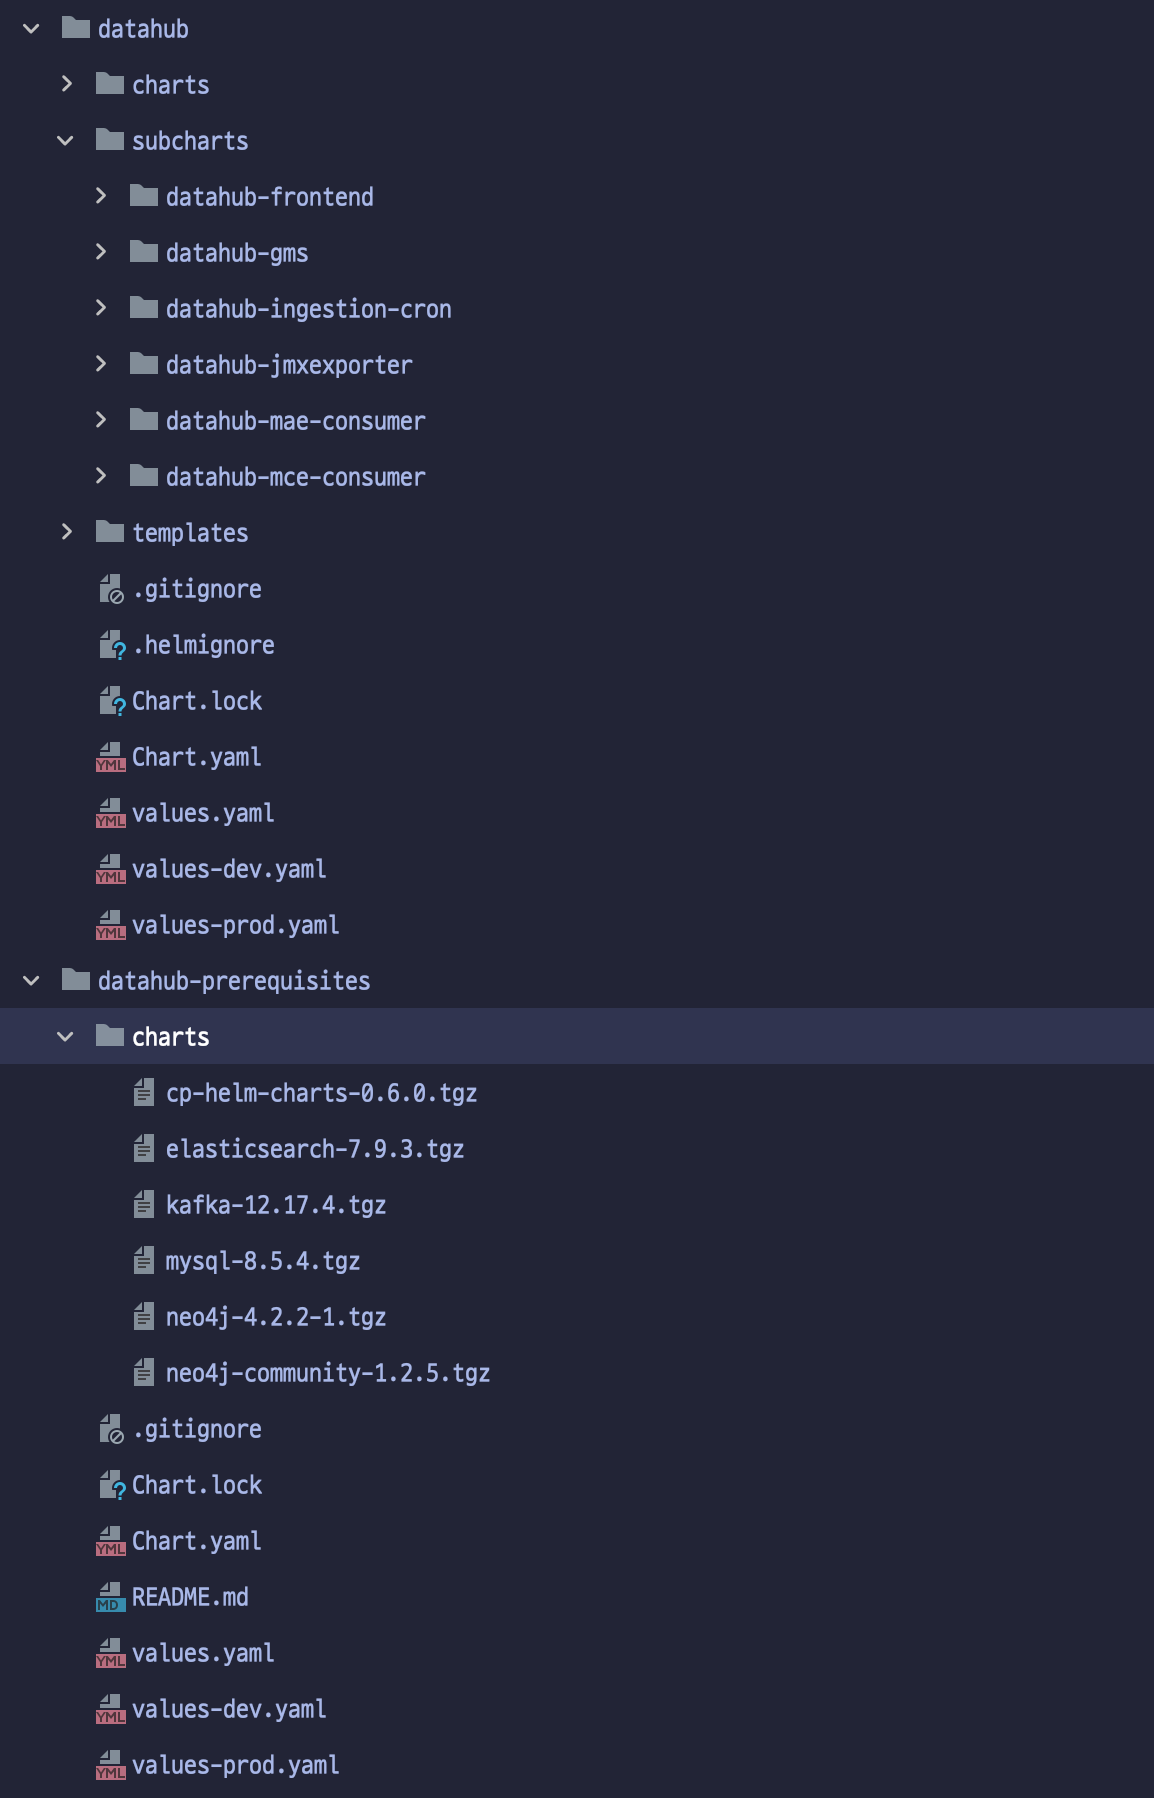 datahub
charts
subcharts
datahub-frontend
datahub-gms
datahub-ingestion-cron
datahub-jmxexporter
datahub-mae-consumer
datahub-mce-consumer
templates
.gitignore
.helmignore
Chart.lock
YML Chart.yaml
YML values.yaml
YML values-dev.yaml
YML values-prod.yaml
datahub-prerequisites
charts
cp-helm-charts-0.6.0.tgz
elasticsearch-7.9.3.tgz
kafka-12.17.4.tgz
mysql-8.5.4.tgz
neo4j-4.2.2-1.tgz
neo4j-community-1.2.5.tgz
.gitignore
Chart.lock
YML Chart.yaml
MD README.md
YML values.yaml
YML values-dev.yaml
YML values-prod.yaml